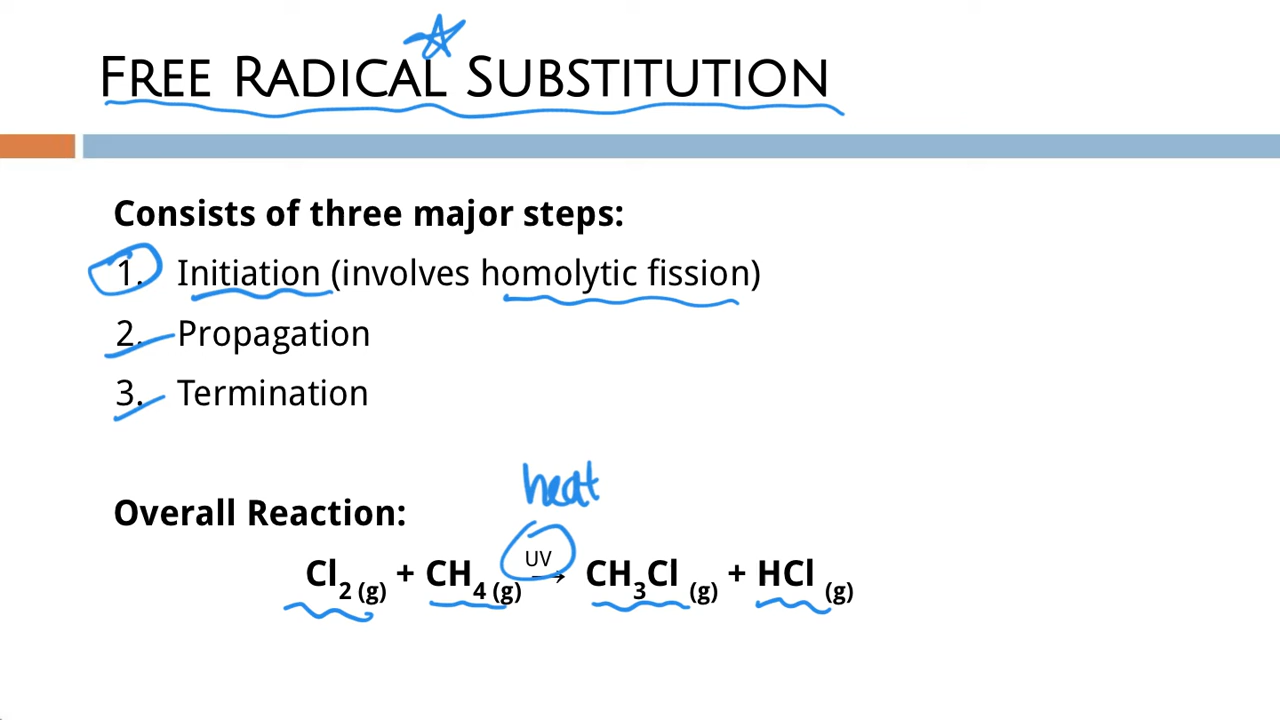 FREE RADICAL SUBSTITUTION
Consists of three major steps:
1. Initiation (involves homolytic fission)
2. Propagation
3. Termination
heat
Overall Reaction:
UV
Cl₂ (g) + CH₄ (g) → CH₃Cl (g) + HCl (g)